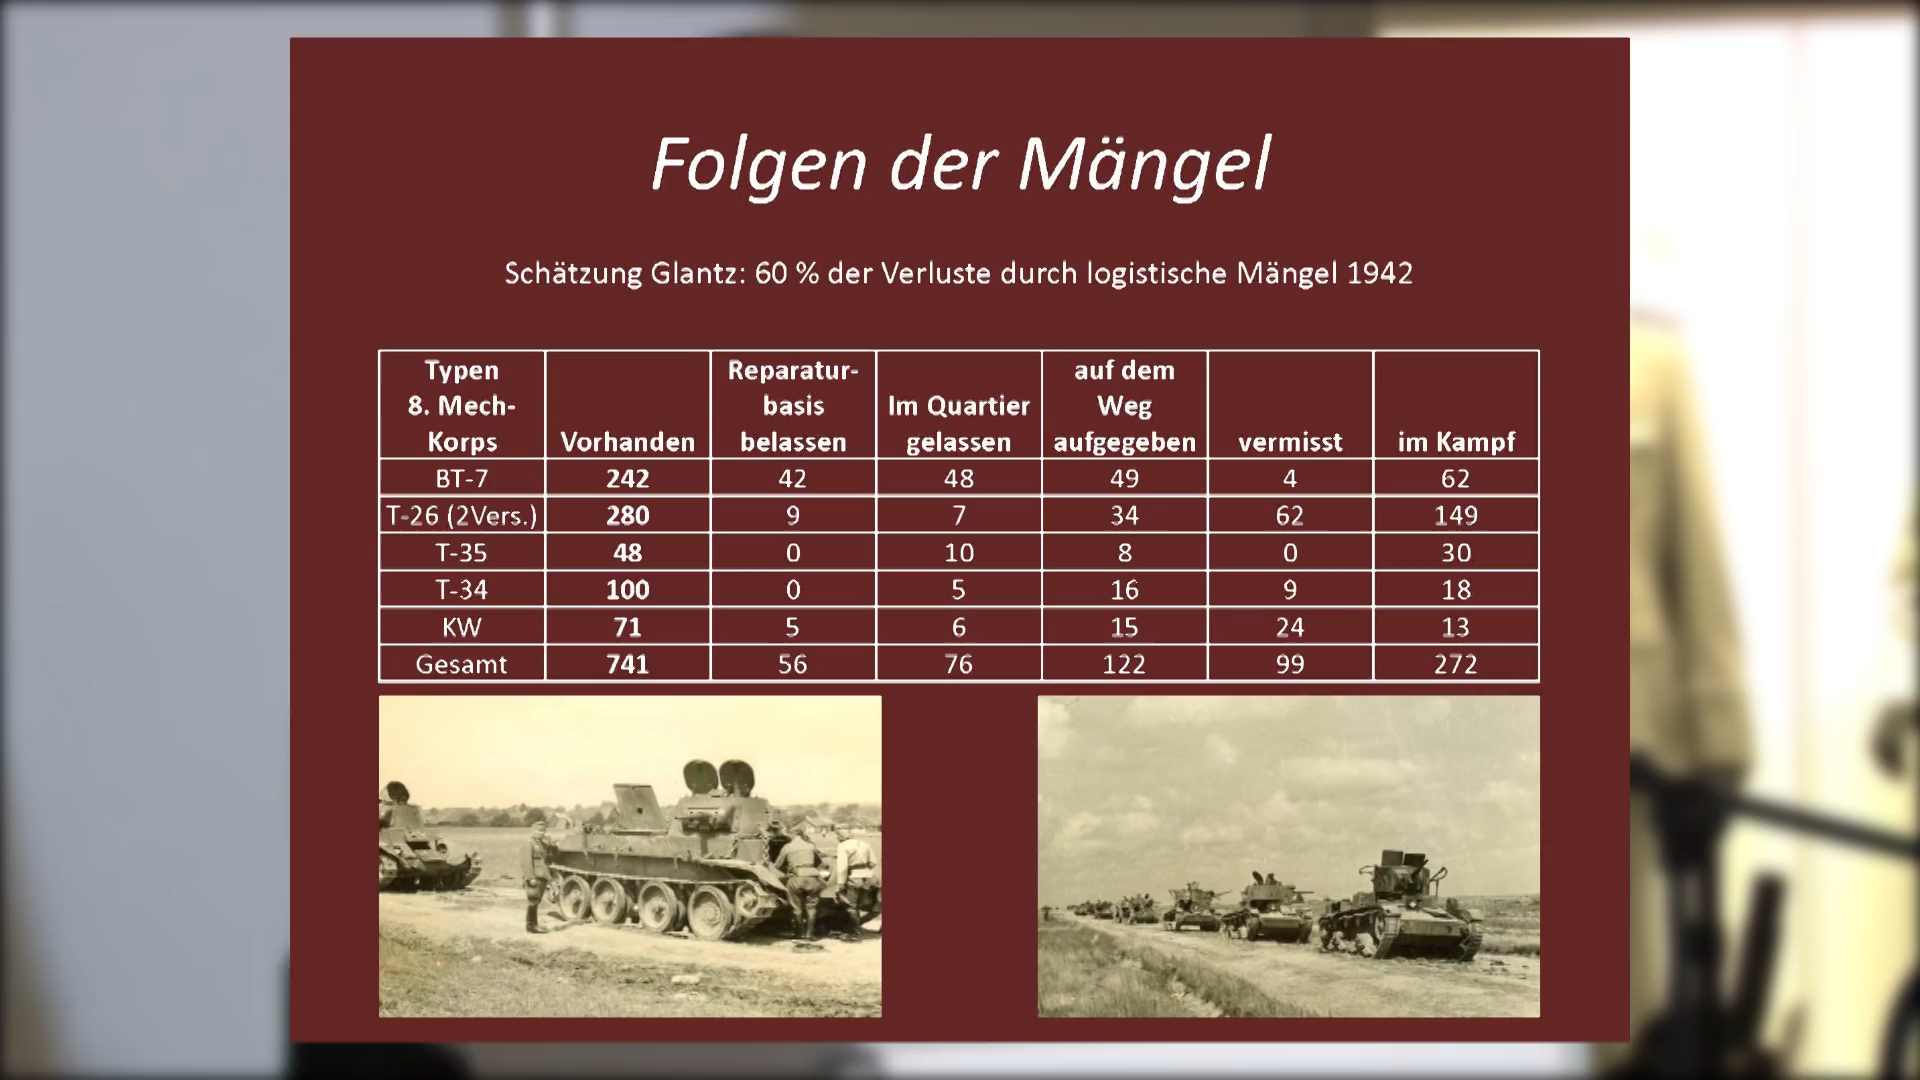 Folgen der Mängel
Schätzung Glantz: 60 % der Verluste durch logistische Mängel 1942
Typen 8. Mech-Korps Vorhanden Reparatur-basis belassen Im Quartier gelassen auf dem Weg aufgegeben vermisst im Kampf
BT-7 242 42 48 49 4 62
T-26 (2Vers.) 280 9 7 34 62 149
T-35 48 0 10 8 0 30
T-34 100 0 5 16 9 18
KW 71 5 6 15 24 13
Gesamt 741 56 76 122 99 272